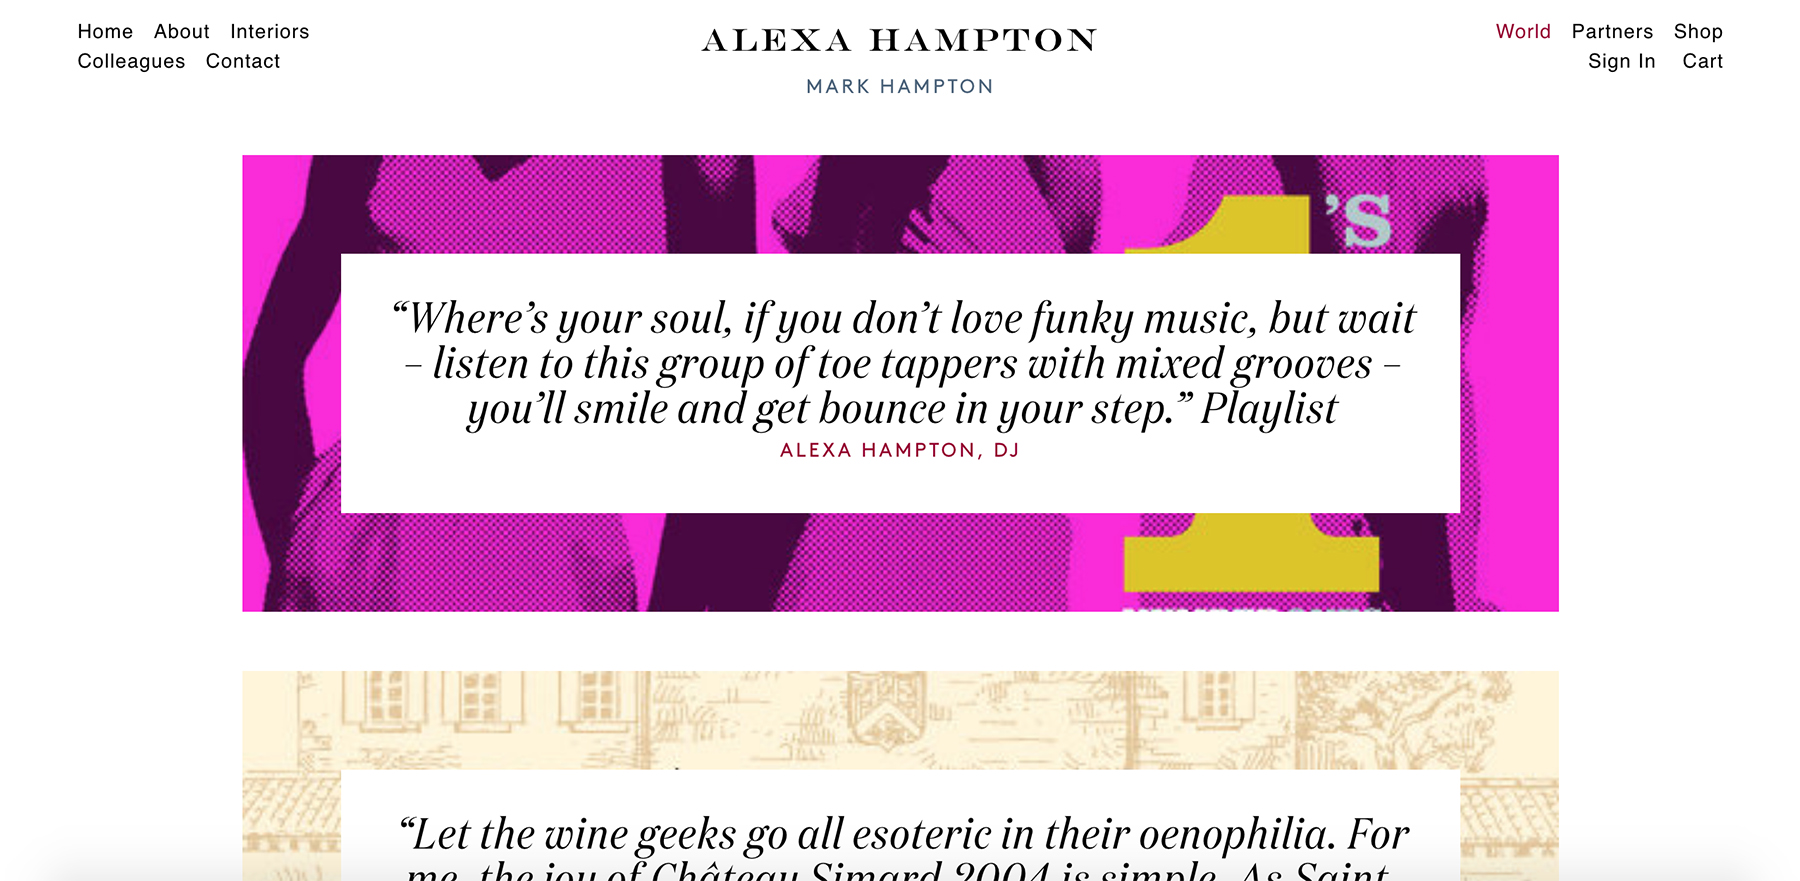 Home About Interiors
Colleagues Contact
ALEXA HAMPTON
MARK HAMPTON
World Partners Shop
Sign In Cart
1's
“Where’s your soul, if you don’t love funky music, but wait
– listen to this group of toe tappers with mixed grooves –
you’ll smile and get bounce in your step.” Playlist
ALEXA HAMPTON, DJ
“Let the wine geeks go all esoteric in their oenophilia. For
me, the joy of Château Simard 2004 is simple. As Saint